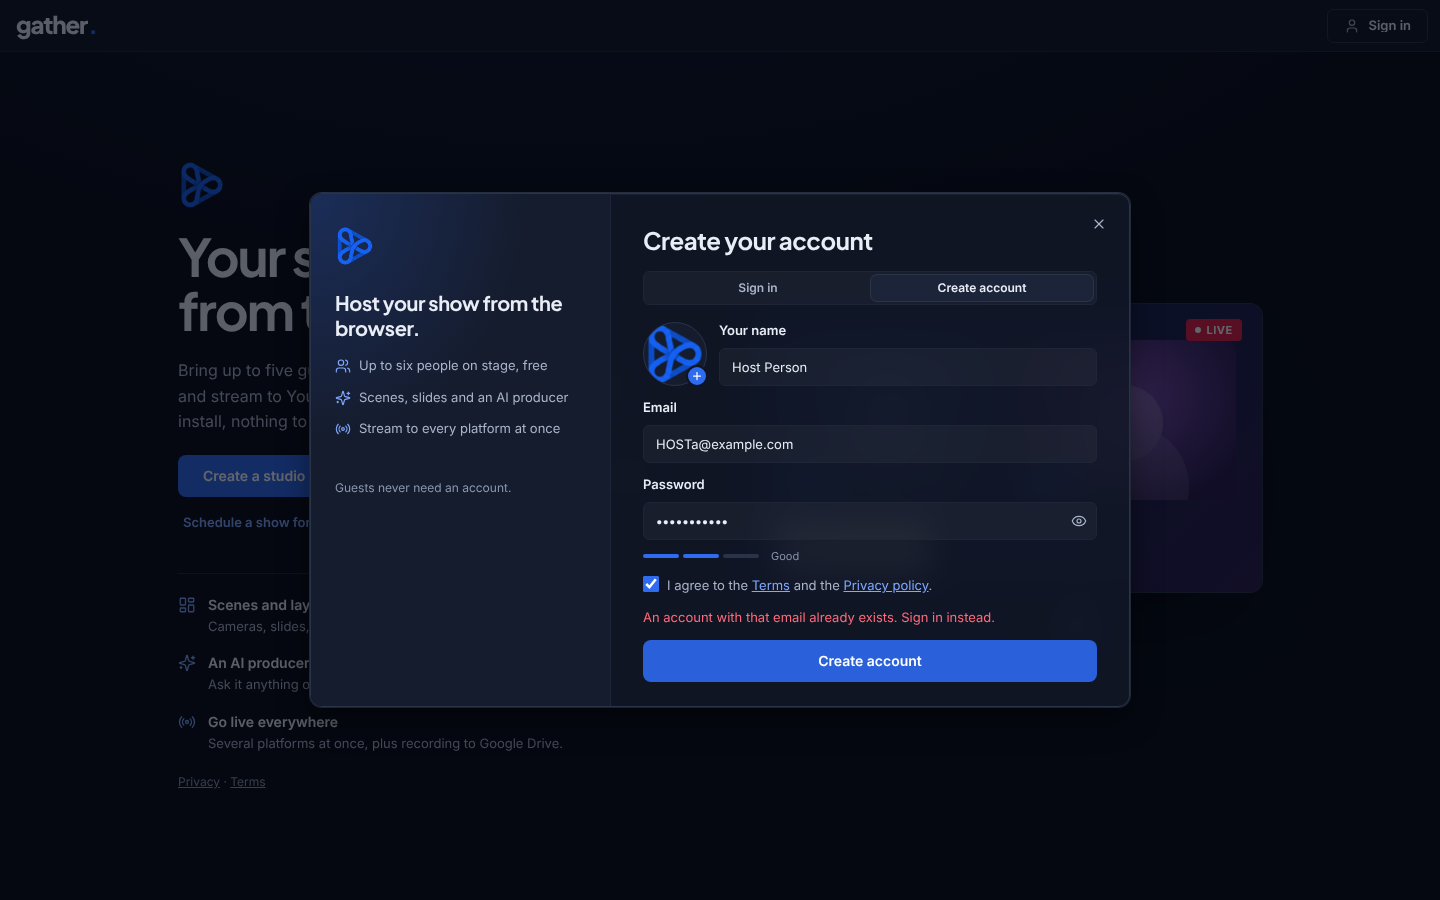 gather.
Sign in
Your s
from t
Bring up to five g
and stream to You
install, nothing to
Create a studio
Schedule a show for
Scenes and lay
Cameras, slides,
An AI producer
Ask it anything o
Go live everywhere
Several platforms at once, plus recording to Google Drive.
Privacy · Terms
LIVE
Host your show from the
browser.
Up to six people on stage, free
Scenes, slides and an AI producer
Stream to every platform at once
Guests never need an account.
Create your account
Sign in
Create account
Your name
Host Person
Email
HOSTa@example.com
Password
•••••••••••
Good
I agree to the Terms and the Privacy policy.
An account with that email already exists. Sign in instead.
Create account